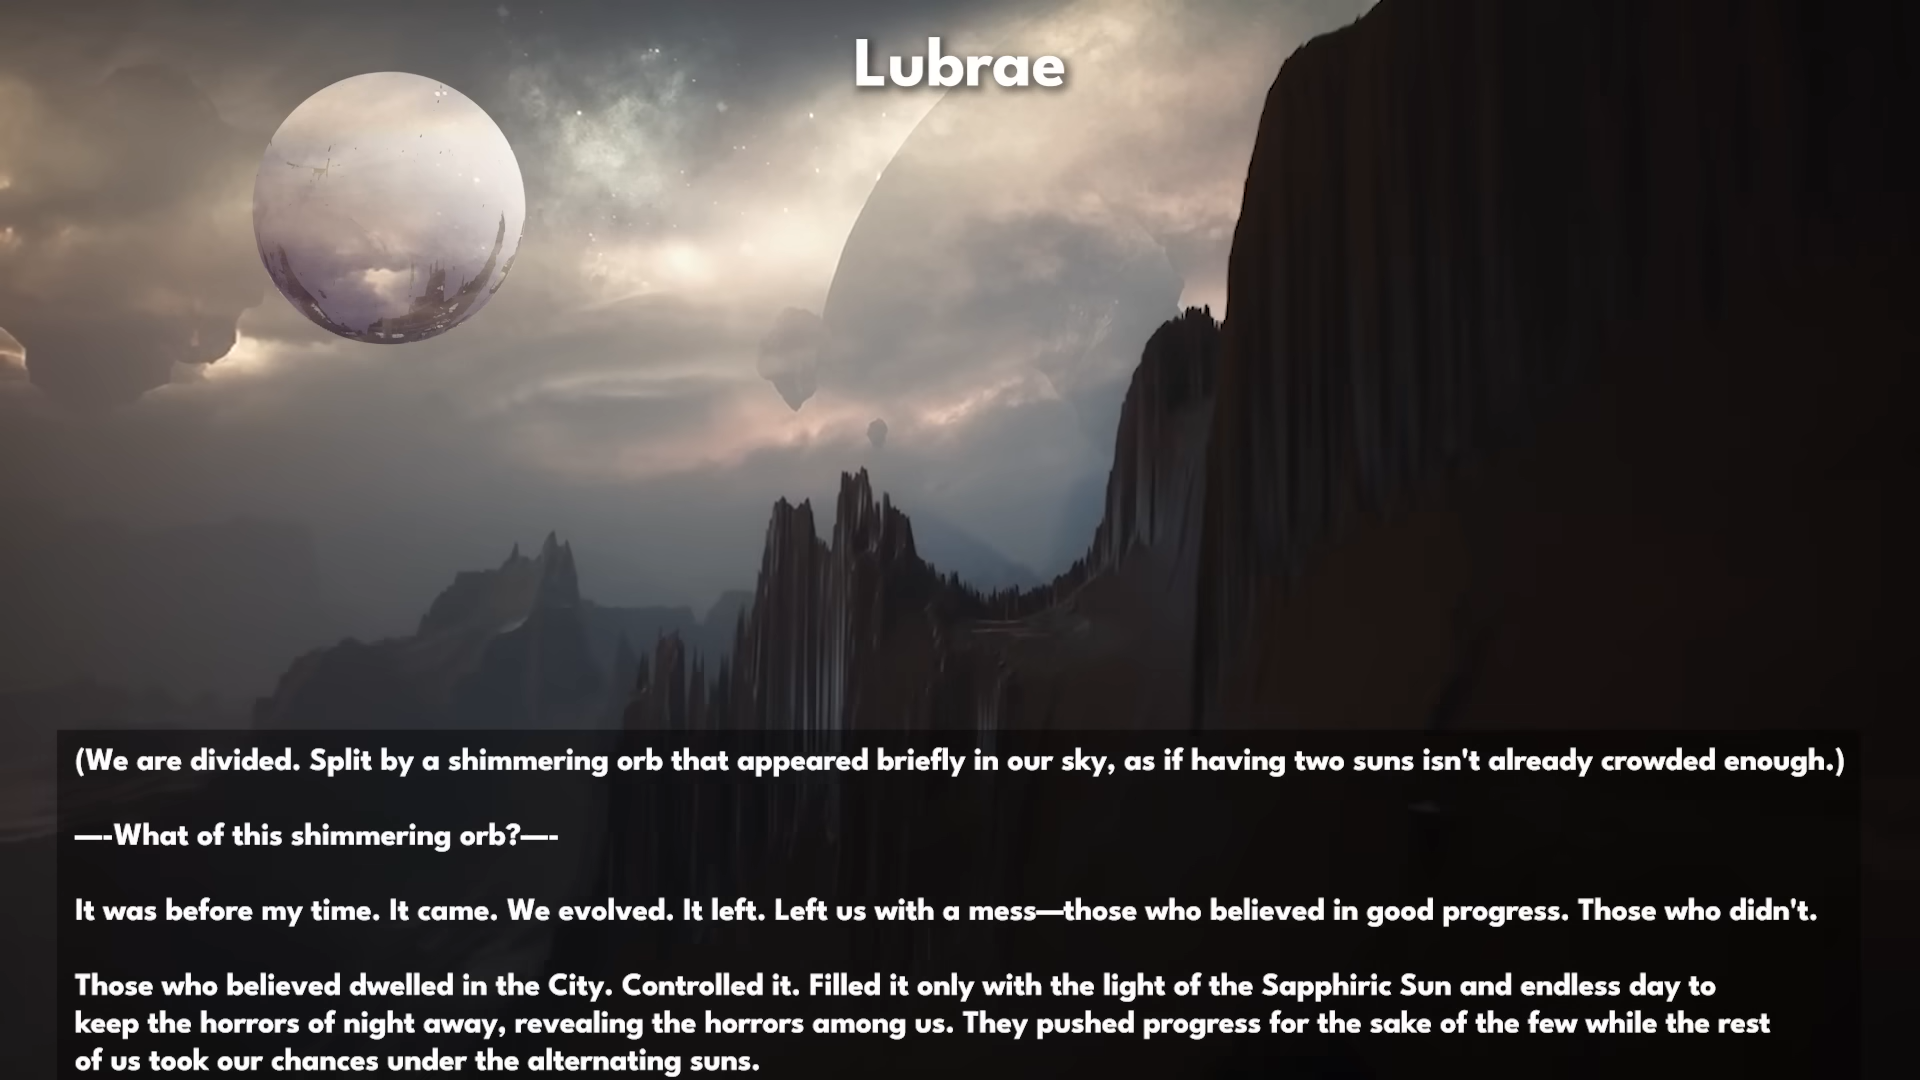 Lubrae
(We are divided. Split by a shimmering orb that appeared briefly in our sky, as if having two suns isn't already crowded enough.)
—-What of this shimmering orb?—-
It was before my time. It came. We evolved. It left. Left us with a mess—those who believed in good progress. Those who didn't.
Those who believed dwelled in the City. Controlled it. Filled it only with the light of the Sapphiric Sun and endless day to
keep the horrors of night away, revealing the horrors among us. They pushed progress for the sake of the few while the rest
of us took our chances under the alternating suns.